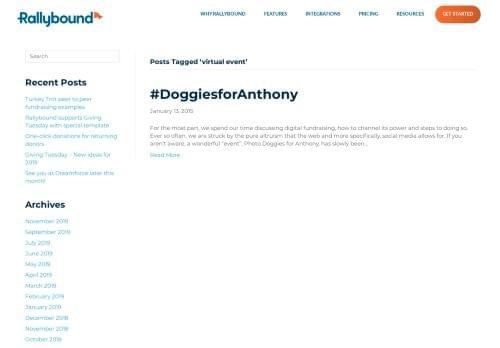 Rallybound
WHY RALLYBOUND
FEATURES
INTEGRATIONS
PRICING
RESOURCES
GET STARTED
Search
Recent Posts
Turkey Trot peer to peer
fundraising examples
Rallybound supports Giving
Tuesday with special template
One-click donations for returning
donors
Giving Tuesday – New ideas for
2019
See you at Dreamforce later this
month!
Archives
November 2019
September 2019
July 2019
June 2019
May 2019
April 2019
March 2019
February 2019
January 2019
December 2018
November 2018
October 2018
Posts Tagged ‘virtual event’
#DoggiesforAnthony
January 13, 2015
For the most part, we spend our time discussing digital fundraising, how to channel its power and steps to doing so.
Ever so often, we are struck by the pure altruism that the web and more specifically, social media allows for. If you
aren't aware, a wonderful “event”, Photo Doggies for Anthony, has slowly been...
Read More